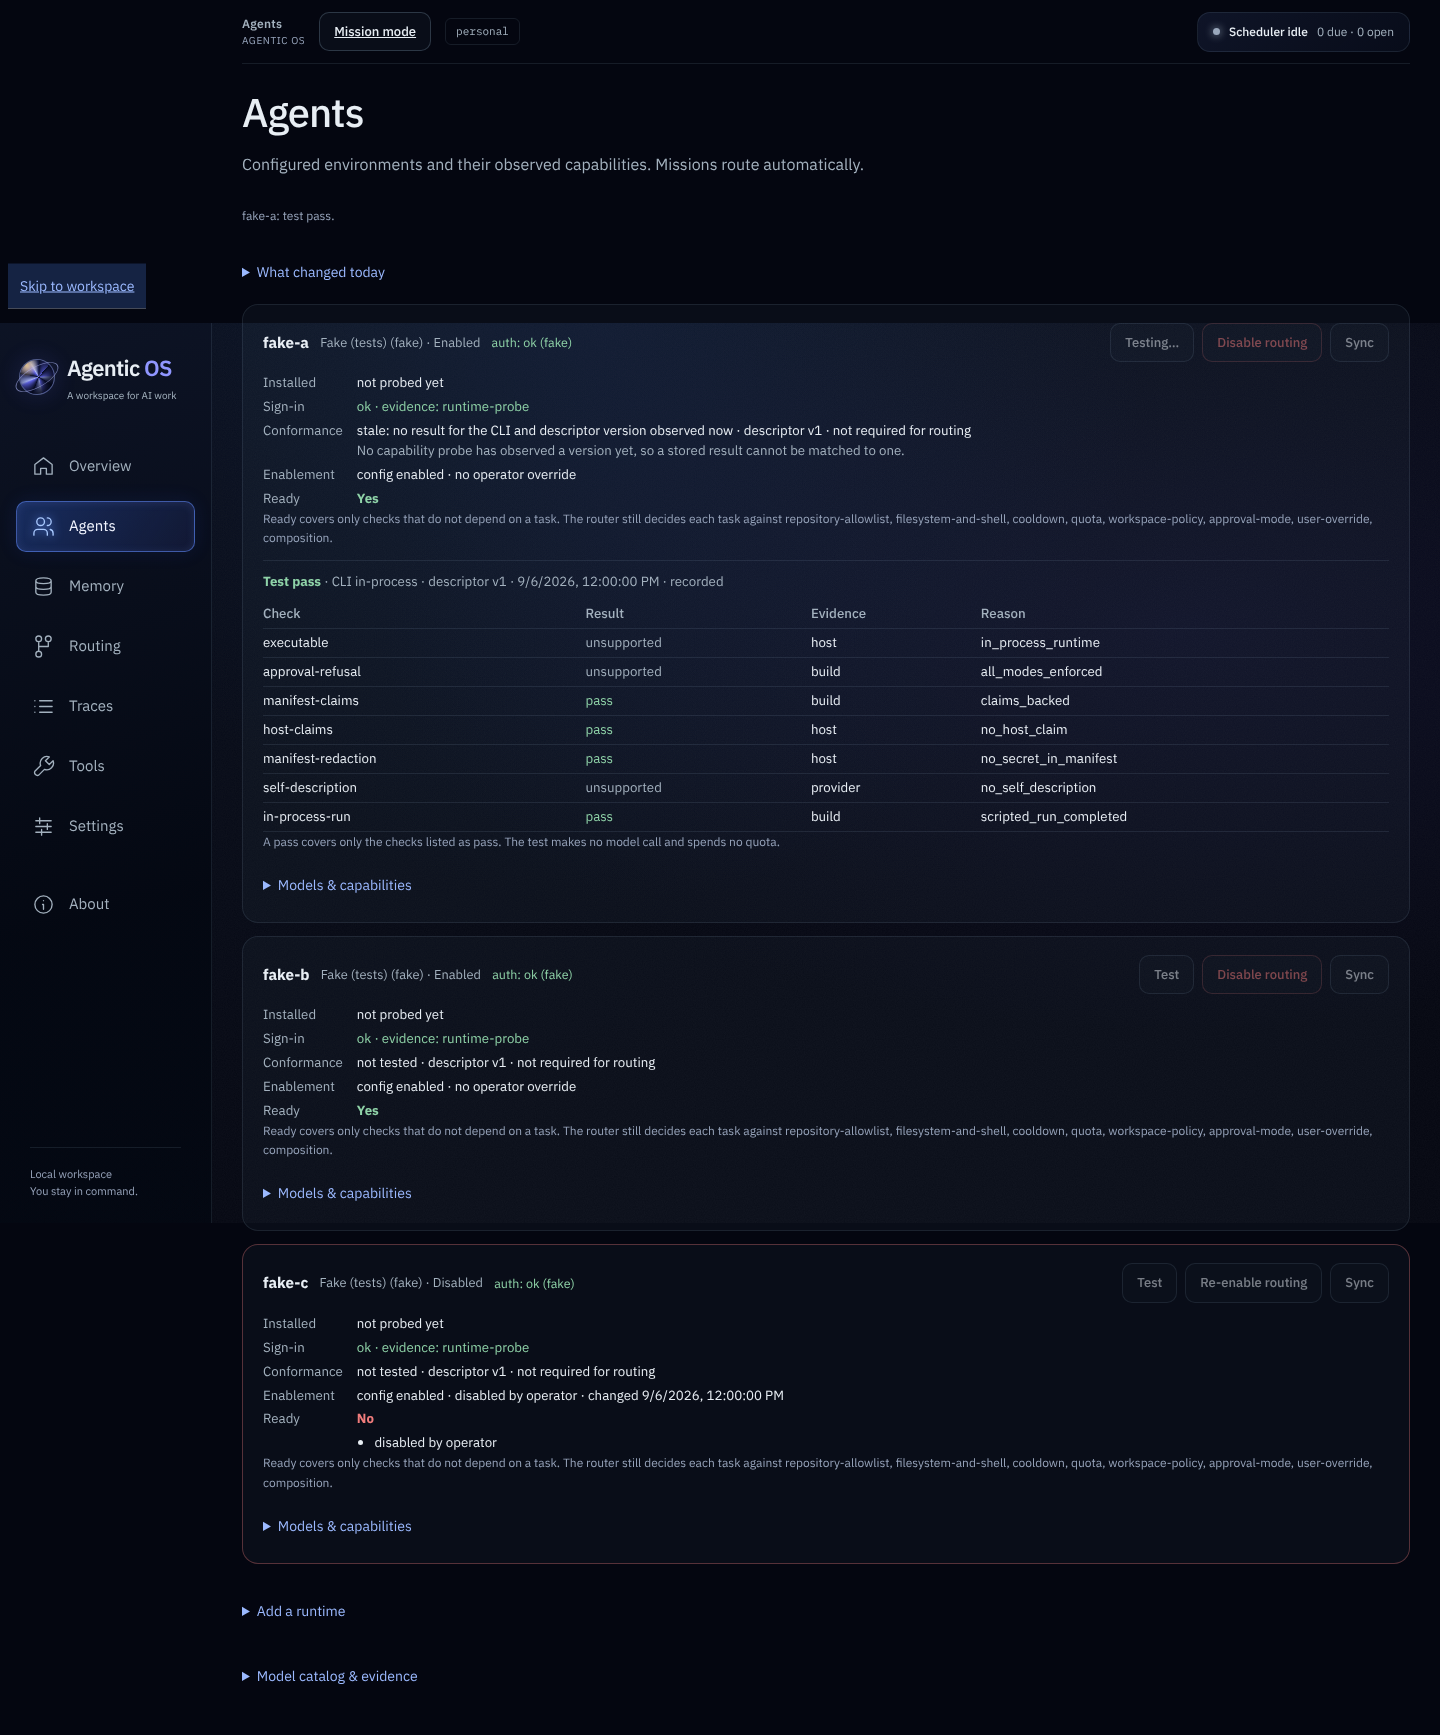 Agents
AGENTIC OS
Mission mode
personal
Scheduler idle 0 due · 0 open
Agents
Configured environments and their observed capabilities. Missions route automatically.
fake-a: test pass.
What changed today
Skip to workspace
Agentic OS
A workspace for AI work
Overview
Agents
Memory
Routing
Traces
Tools
Settings
About
Local workspace
You stay in command.
fake-a Fake (tests) (fake) · Enabled auth: ok (fake)
Testing... Disable routing Sync
Installed not probed yet
Sign-in ok · evidence: runtime-probe
Conformance stale: no result for the CLI and descriptor version observed now · descriptor v1 · not required for routing
No capability probe has observed a version yet, so a stored result cannot be matched to one.
Enablement config enabled · no operator override
Ready Yes
Ready covers only checks that do not depend on a task. The router still decides each task against repository-allowlist, filesystem-and-shell, cooldown, quota, workspace-policy, approval-mode, user-override,
composition.
Test pass · CLI in-process · descriptor v1 · 9/6/2026, 12:00:00 PM · recorded
Check Result Evidence Reason
executable unsupported host in_process_runtime
approval-refusal unsupported build all_modes_enforced
manifest-claims pass build claims_backed
host-claims pass host no_host_claim
manifest-redaction pass host no_secret_in_manifest
self-description unsupported provider no_self_description
in-process-run pass build scripted_run_completed
A pass covers only the checks listed as pass. The test makes no model call and spends no quota.
Models & capabilities
fake-b Fake (tests) (fake) · Enabled auth: ok (fake)
Test Disable routing Sync
Installed not probed yet
Sign-in ok · evidence: runtime-probe
Conformance not tested · descriptor v1 · not required for routing
Enablement config enabled · no operator override
Ready Yes
Ready covers only checks that do not depend on a task. The router still decides each task against repository-allowlist, filesystem-and-shell, cooldown, quota, workspace-policy, approval-mode, user-override,
composition.
Models & capabilities
fake-c Fake (tests) (fake) · Disabled auth: ok (fake)
Test Re-enable routing Sync
Installed not probed yet
Sign-in ok · evidence: runtime-probe
Conformance not tested · descriptor v1 · not required for routing
Enablement config enabled · disabled by operator · changed 9/6/2026, 12:00:00 PM
Ready No
• disabled by operator
Ready covers only checks that do not depend on a task. The router still decides each task against repository-allowlist, filesystem-and-shell, cooldown, quota, workspace-policy, approval-mode, user-override,
composition.
Models & capabilities
Add a runtime
Model catalog & evidence